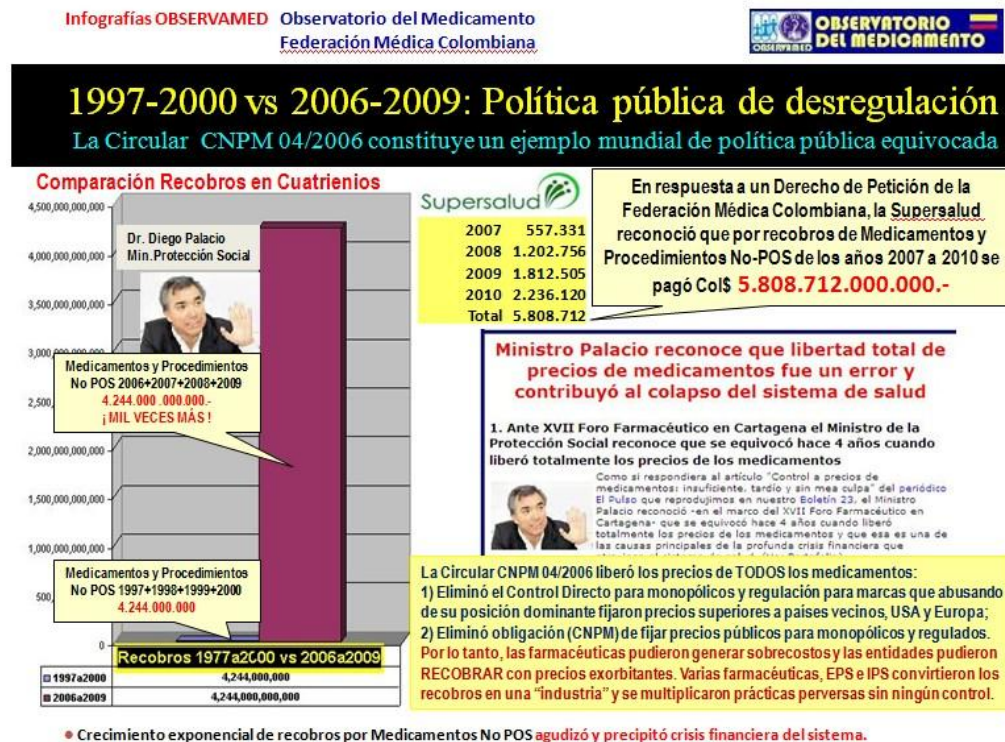 Infografías OBSERVAMED Observatorio del Medicamento
Federación Médica Colombiana
OBSERVAMED
OBSERVATORIO
DEL MEDICAMENTO
1997-2000 vs 2006-2009: Política pública de desregulación
La Circular CNPM 04/2006 constituye un ejemplo mundial de política pública equivocada
Comparación Recobros en Cuatrienios
4,500,000,000,000
4,000,000,000,000
3,500,000,000,000
3,000,000,000,000
2,500,
2,000,000,000,000
1,500,000,000,000
1,000,000,000,000
500,
0
Dr. Diego Palacio
Min.Protección Social
Medicamentos y Procedimientos
No POS 2006+2007+2008+2009
4.244.000 .000.000.-
¡ MIL VECES MÁS !
Medicamentos y Procedimientos
No POS 1997+1998+1999+2000
4.244.000.000
Recobros 1977a2000 vs 2006a2009
1997a2000 4,244,000,000
2006a2009 4,244,000,000,000
Supersalud
2007 557.331
2008 1.202.756
2009 1.812.505
2010 2.236.120
Total 5.808.712
En respuesta a un Derecho de Petición de la
Federación Médica Colombiana, la Supersalud
reconoció que por recobros de Medicamentos y
Procedimientos No-POS de los años 2007 a 2010 se
pagó Col$ 5.808.712.000.000.-
Ministro Palacio reconoce que libertad total de
precios de medicamentos fue un error y
contribuyó al colapso del sistema de salud
1. Ante XVII Foro Farmacéutico en Cartagena el Ministro de la
Protección Social reconoce que se equivocó hace 4 años cuando
liberó totalmente los precios de los medicamentos
Como si respondiera al artículo "Control a precios de
medicamentos: insuficiente, tardío y sin mea culpa" del periódico
El Pulso que reprodujimos en nuestro Boletín 23, el Ministro
Palacio reconoció -en el marco del XVII Foro Farmacéutico en
Cartagena- que se equivocó hace 4 años cuando liberó
totalmente los precios de los medicamentos y que esa es una de
las causas principales de la profunda crisis financiera que
La Circular CNPM 04/2006 liberó los precios de TODOS los medicamentos:
1) Eliminó el Control Directo para monopólicos y regulación para marcas que abusando
de su posición dominante fijaron precios superiores a países vecinos, USA y Europa;
2) Eliminó obligación (CNPM) de fijar precios públicos para monopólicos y regulados.
Por lo tanto, las farmacéuticas pudieron generar sobrecostos y las entidades pudieron
RECOBRAR con precios exorbitantes. Varias farmacéuticas, EPS e IPS convirtieron los
recobros en una “industria” y se multiplicaron prácticas perversas sin ningún control.
• Crecimiento exponencial de recobros por Medicamentos No POS agudizó y precipitó crisis financiera del sistema.